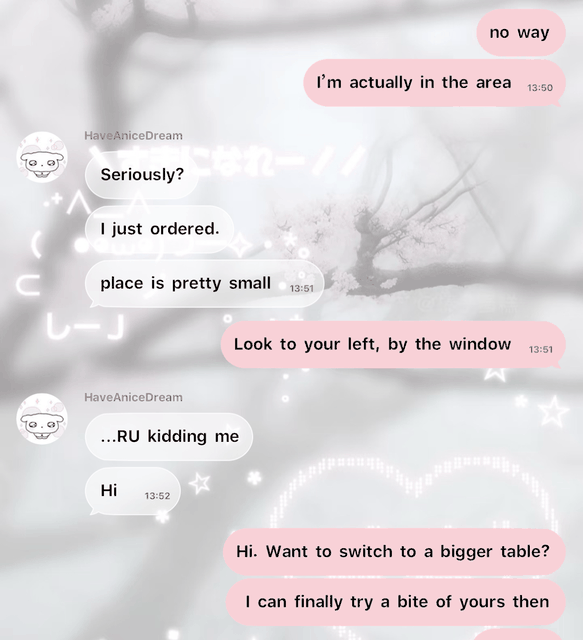 no way
I'm actually in the area 13:50
HaveAniceDream
Seriously?
I just ordered.
place is pretty small 13:51
Look to your left, by the window 13:51
HaveAniceDream
...RU kidding me
Hi 13:52
Hi. Want to switch to a bigger table?
I can finally try a bite of yours then